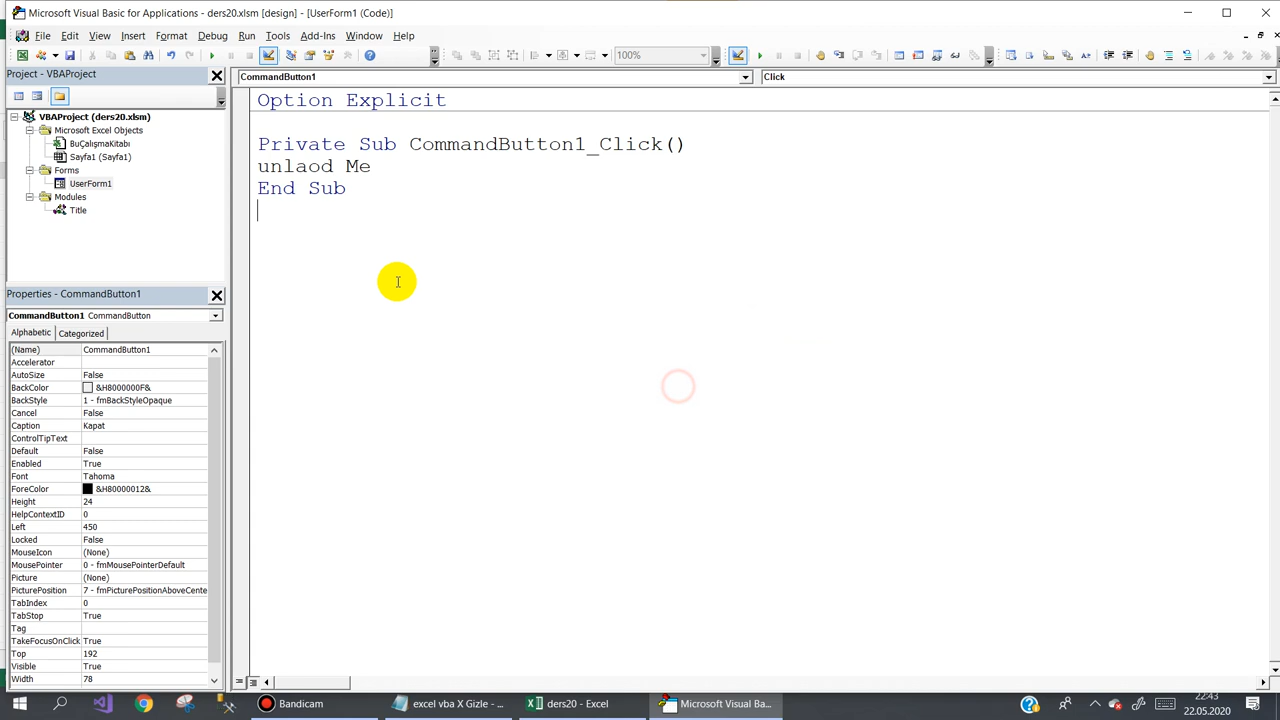 Microsoft Visual Basic for Applications - ders20.xlsm [design] - [UserForm1 (Code)]
File Edit View Insert Format Debug Run Tools Add-Ins Window Help
100%
Project - VBAProject
CommandButton1
Click
VBAProject (ders20.xlsm)
Microsoft Excel Objects
BuÇalışmaKitabı
Sayfa1 (Sayfa1)
Forms
UserForm1
Modules
Title
Option Explicit
Private Sub CommandButton1_Click()
unlaod Me
End Sub
Properties - CommandButton1
CommandButton1 CommandButton
Alphabetic Categorized
(Name) CommandButton1
Accelerator
AutoSize False
BackColor &H8000000F&
BackStyle 1 - fmBackStyleOpaque
Cancel False
Caption Kapat
ControlTipText
Default False
Enabled True
Font Tahoma
ForeColor &H80000012&
Height 24
HelpContextID 0
Left 450
Locked False
MouseIcon (None)
MousePointer 0 - fmMousePointerDefault
Picture (None)
PicturePosition 7 - fmPicturePositionAboveCente
TabIndex 0
TabStop True
Tag
TakeFocusOnClick True
Top 192
Visible True
Width 78
Bandicam
excel vba X Gizle - ...
ders20 - Excel
Microsoft Visual Ba...
22:43
22.05.2020